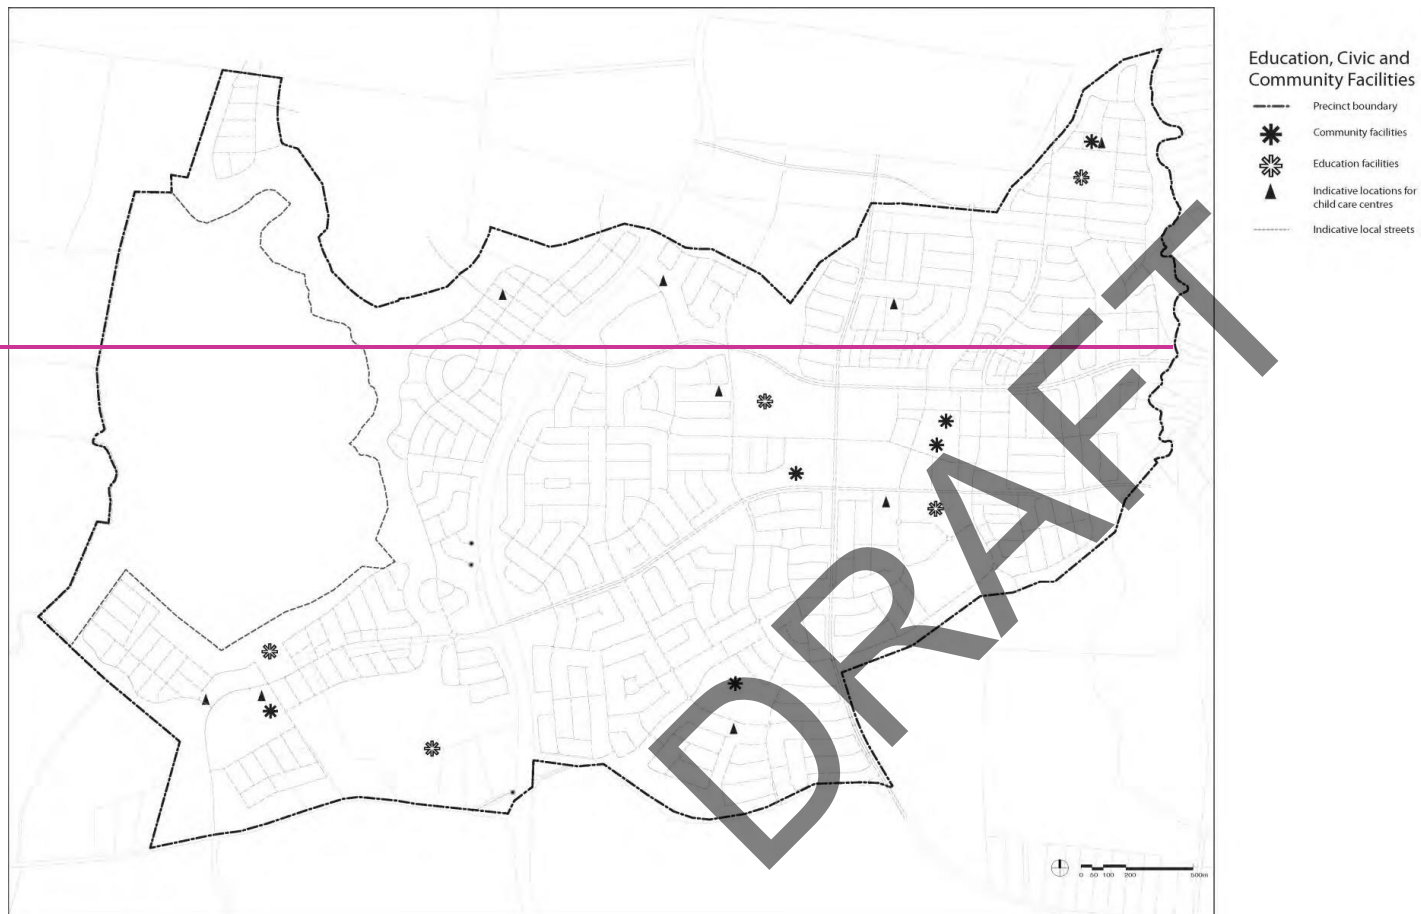 Education, Civic and
Community Facilities
Precinct boundary
Community facilities
Education facilities
Indicative locations for
child care centres
Indicative local streets
DRAFT
0 50 100 200 500m